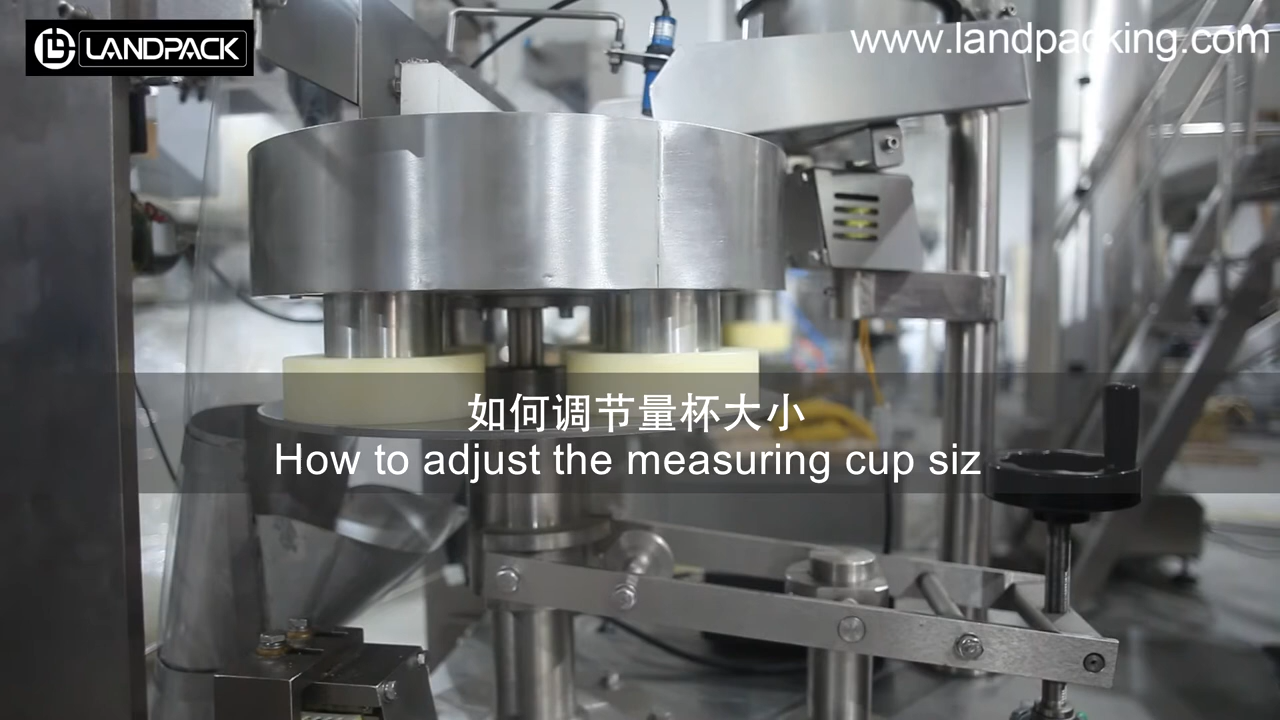 LANDPACK
www.landpacking.com
如何调节量杯大小
How to adjust the measuring cup siz